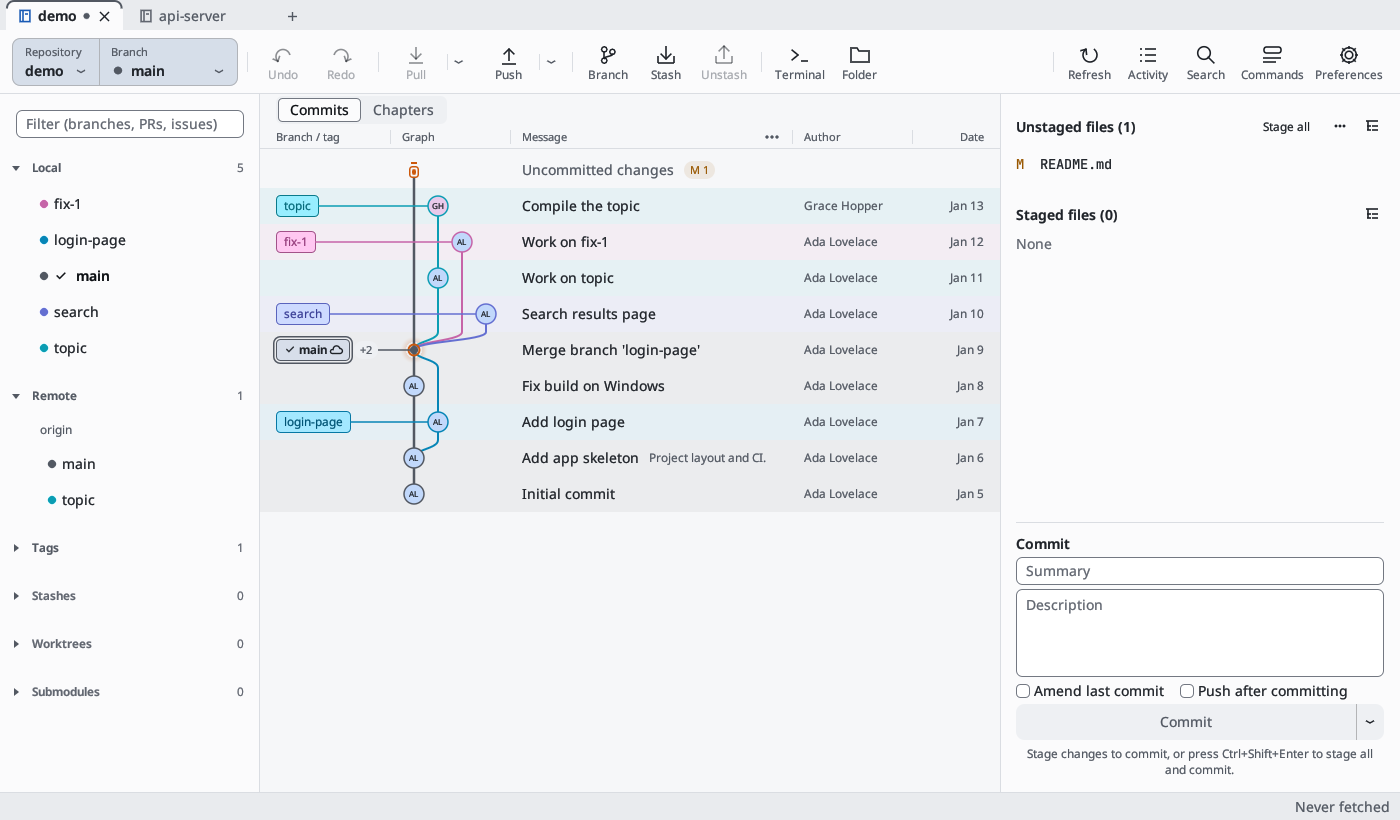 demo
api-server
Repository
demo
Branch
main
Undo
Redo
Pull
Push
Branch
Stash
Unstash
Terminal
Folder
Refresh
Activity
Search
Commands
Preferences
Filter (branches, PRs, issues)
Local 5
fix-1
login-page
main
search
topic
Remote 1
origin
main
topic
Tags 1
Stashes 0
Worktrees 0
Submodules 0
Commits Chapters
Branch / tag Graph Message Author Date
Uncommitted changes M 1
topic GH Compile the topic Grace Hopper Jan 13
fix-1 AL Work on fix-1 Ada Lovelace Jan 12
AL Work on topic Ada Lovelace Jan 11
search AL Search results page Ada Lovelace Jan 10
main +2 Merge branch 'login-page' Ada Lovelace Jan 9
AL Fix build on Windows Ada Lovelace Jan 8
login-page AL Add login page Ada Lovelace Jan 7
AL Add app skeleton Project layout and CI. Ada Lovelace Jan 6
AL Initial commit Ada Lovelace Jan 5
Unstaged files (1) Stage all
M README.md
Staged files (0)
None
Commit
Summary
Description
Amend last commit Push after committing
Commit
Stage changes to commit, or press Ctrl+Shift+Enter to stage all
and commit.
Never fetched